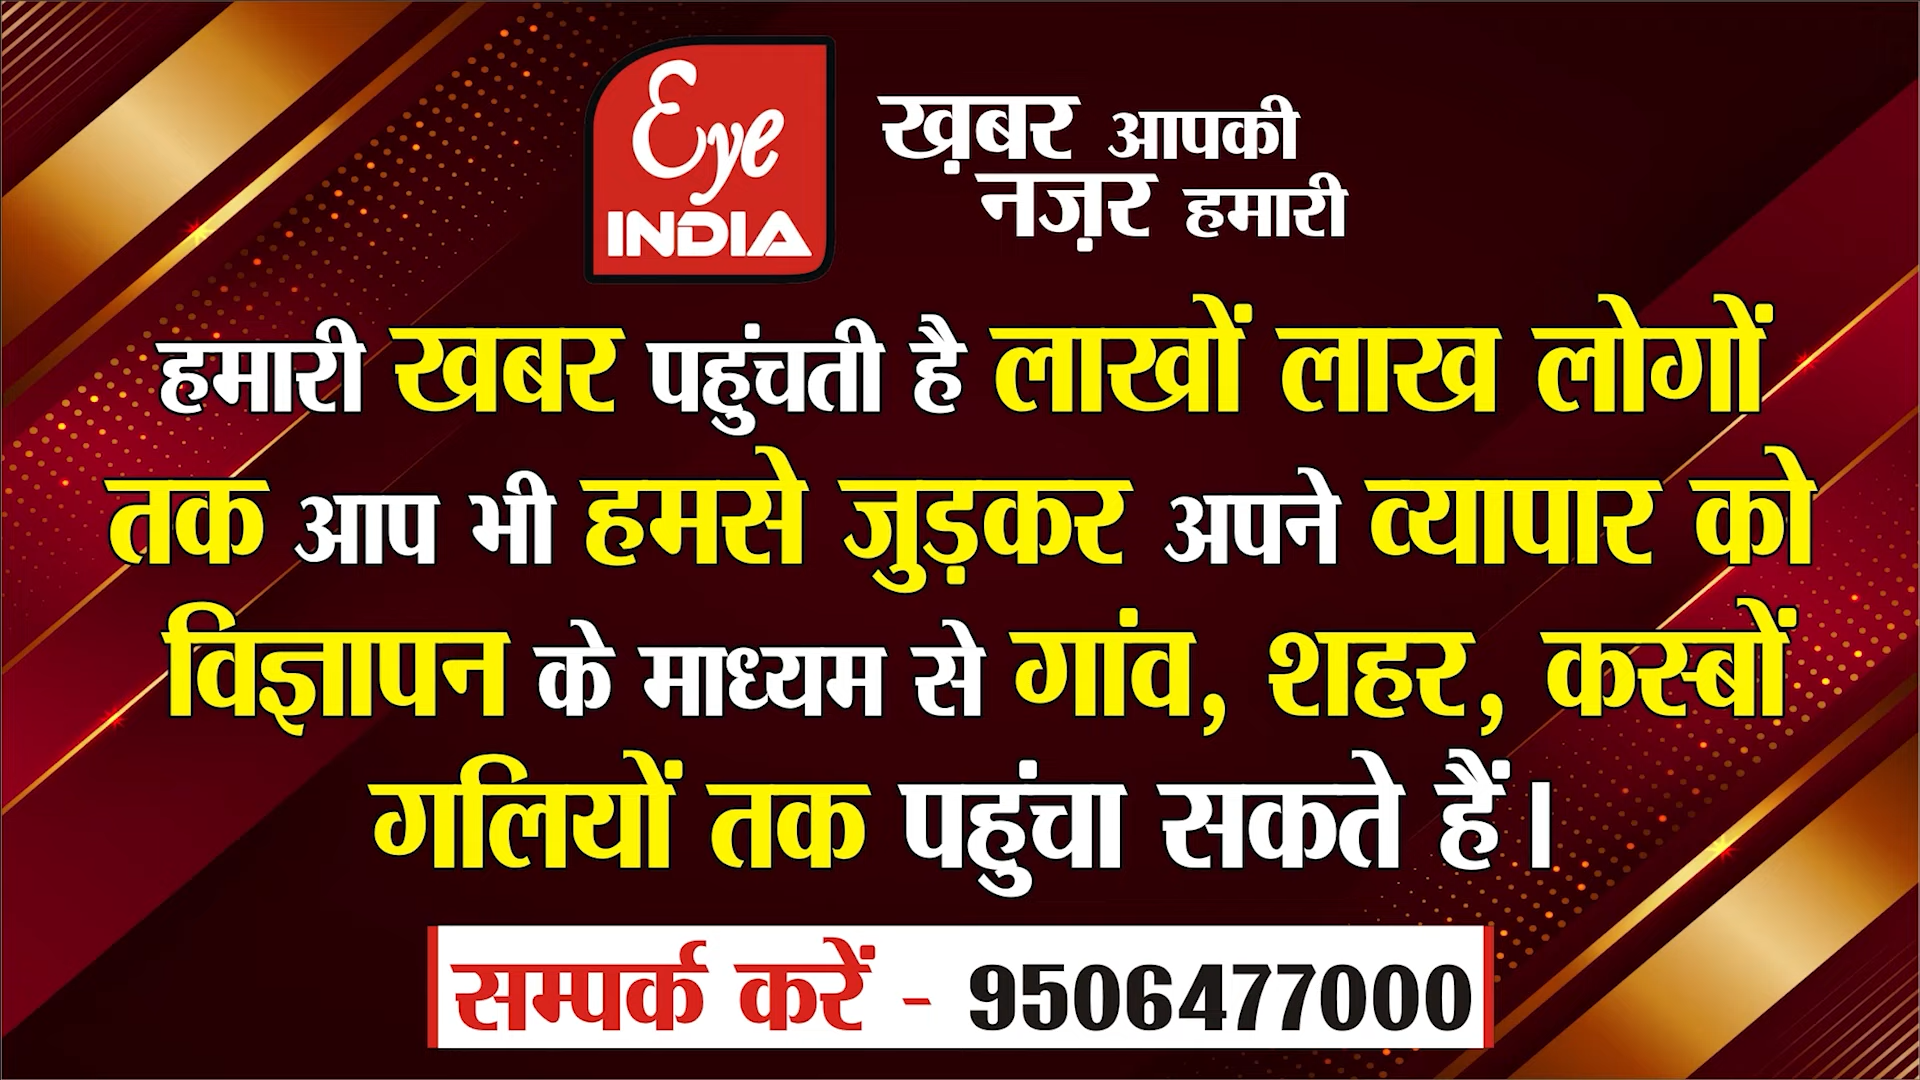 Eye
INDIA
ख़बर आपकी
नज़र हमारी
हमारी खबर पहुंचती है लाखों लाख लोगों
तक आप भी हमसे जुड़कर अपने व्यापार को
विज्ञापन के माध्यम से गांव, शहर, कस्बों
गलियों तक पहुंचा सकते हैं।
सम्पर्क करें - 9506477000